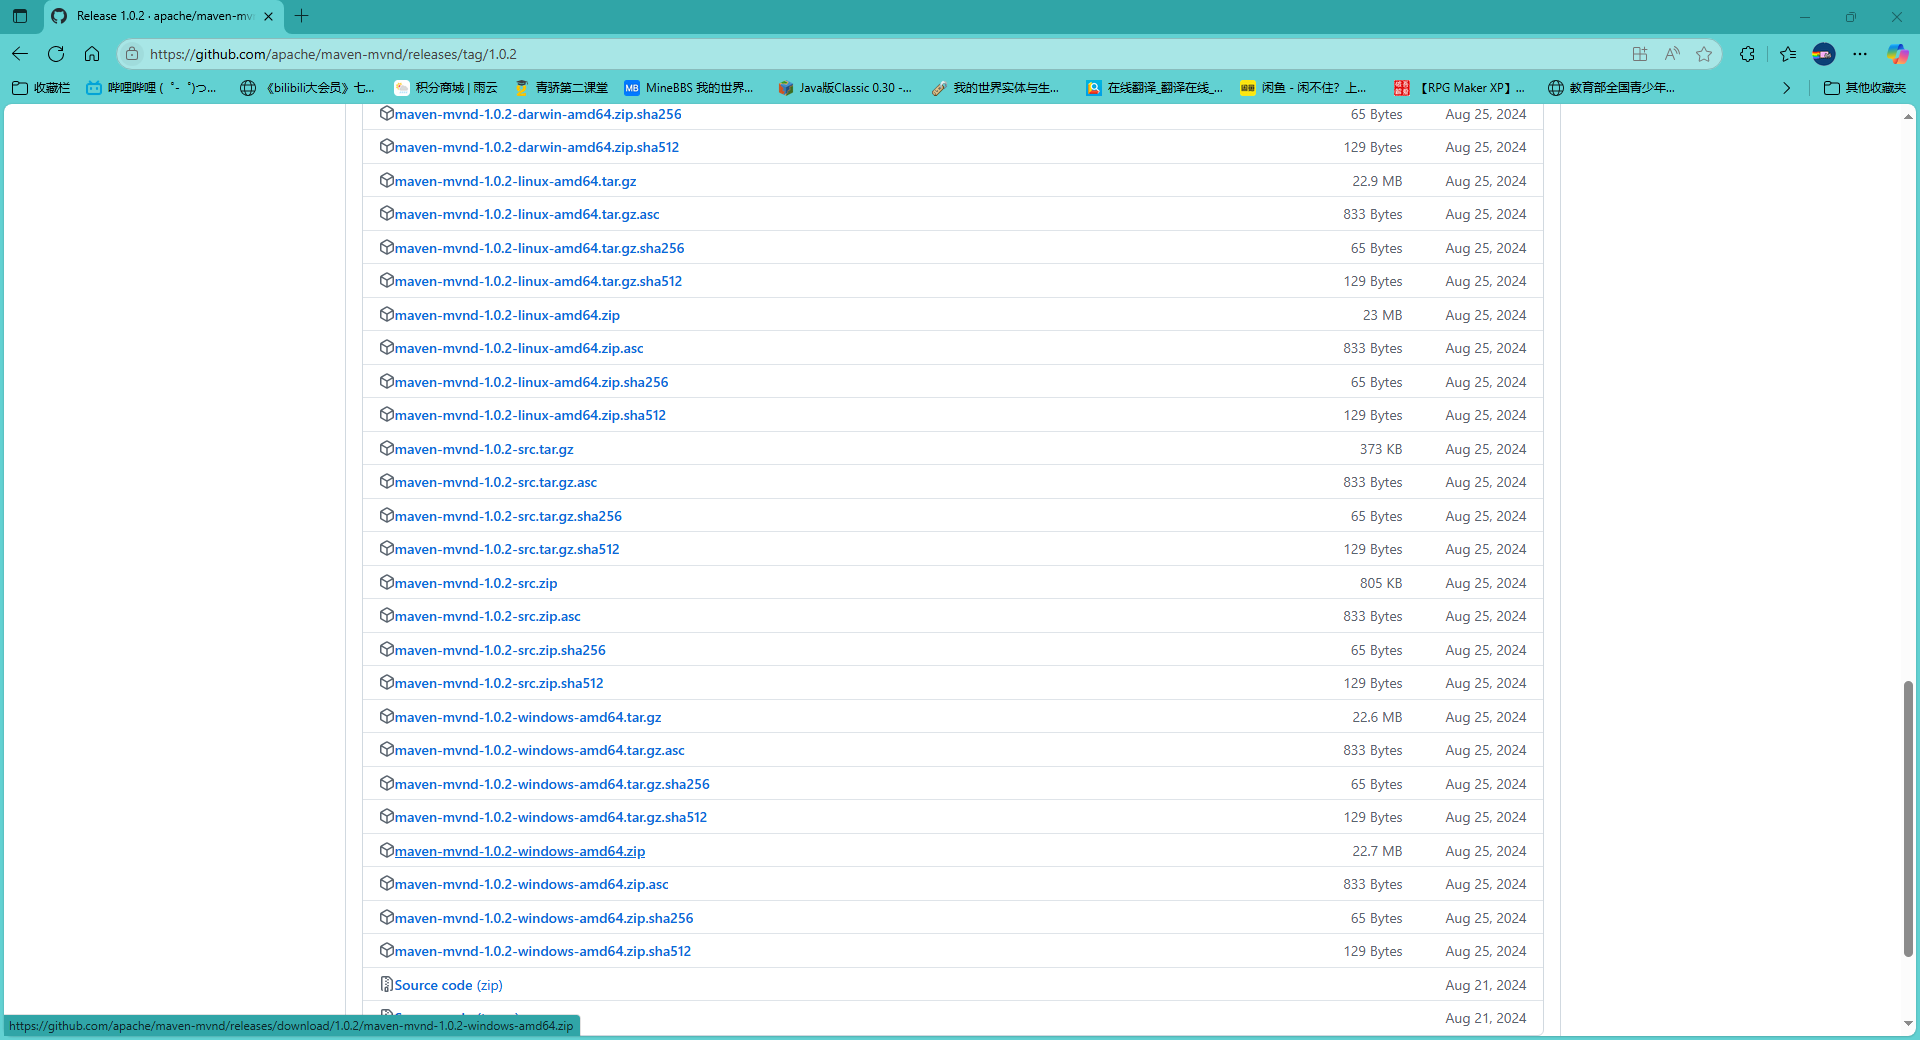 Release 1.0.2 · apache/maven-mv
https://github.com/apache/maven-mvnd/releases/tag/1.0.2
收藏栏 哔哩哔哩 (゜-゜)つ... 《bilibili大会员》七... 积分商城 | 雨云 青骄第二课堂 MineBBS 我的世界... Java版Classic 0.30 -... 我的世界实体与生... 在线翻译_翻译在线_... 闲鱼 - 闲不住？上... 【RPG Maker XP】... 教育部全国青少年... 其他收藏夹
maven-mvnd-1.0.2-darwin-amd64.zip.sha256 65 Bytes Aug 25, 2024
maven-mvnd-1.0.2-darwin-amd64.zip.sha512 129 Bytes Aug 25, 2024
maven-mvnd-1.0.2-linux-amd64.tar.gz 22.9 MB Aug 25, 2024
maven-mvnd-1.0.2-linux-amd64.tar.gz.asc 833 Bytes Aug 25, 2024
maven-mvnd-1.0.2-linux-amd64.tar.gz.sha256 65 Bytes Aug 25, 2024
maven-mvnd-1.0.2-linux-amd64.tar.gz.sha512 129 Bytes Aug 25, 2024
maven-mvnd-1.0.2-linux-amd64.zip 23 MB Aug 25, 2024
maven-mvnd-1.0.2-linux-amd64.zip.asc 833 Bytes Aug 25, 2024
maven-mvnd-1.0.2-linux-amd64.zip.sha256 65 Bytes Aug 25, 2024
maven-mvnd-1.0.2-linux-amd64.zip.sha512 129 Bytes Aug 25, 2024
maven-mvnd-1.0.2-src.tar.gz 373 KB Aug 25, 2024
maven-mvnd-1.0.2-src.tar.gz.asc 833 Bytes Aug 25, 2024
maven-mvnd-1.0.2-src.tar.gz.sha256 65 Bytes Aug 25, 2024
maven-mvnd-1.0.2-src.tar.gz.sha512 129 Bytes Aug 25, 2024
maven-mvnd-1.0.2-src.zip 805 KB Aug 25, 2024
maven-mvnd-1.0.2-src.zip.asc 833 Bytes Aug 25, 2024
maven-mvnd-1.0.2-src.zip.sha256 65 Bytes Aug 25, 2024
maven-mvnd-1.0.2-src.zip.sha512 129 Bytes Aug 25, 2024
maven-mvnd-1.0.2-windows-amd64.tar.gz 22.6 MB Aug 25, 2024
maven-mvnd-1.0.2-windows-amd64.tar.gz.asc 833 Bytes Aug 25, 2024
maven-mvnd-1.0.2-windows-amd64.tar.gz.sha256 65 Bytes Aug 25, 2024
maven-mvnd-1.0.2-windows-amd64.tar.gz.sha512 129 Bytes Aug 25, 2024
maven-mvnd-1.0.2-windows-amd64.zip 22.7 MB Aug 25, 2024
maven-mvnd-1.0.2-windows-amd64.zip.asc 833 Bytes Aug 25, 2024
maven-mvnd-1.0.2-windows-amd64.zip.sha256 65 Bytes Aug 25, 2024
maven-mvnd-1.0.2-windows-amd64.zip.sha512 129 Bytes Aug 25, 2024
Source code (zip) Aug 21, 2024
Aug 21, 2024
https://github.com/apache/maven-mvnd/releases/download/1.0.2/maven-mvnd-1.0.2-windows-amd64.zip